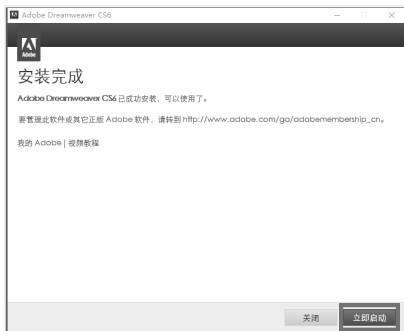 Adobe Dreamweaver CS6
Adobe
安装完成
Adobe Dreamweaver CS6 已成功安装，可以使用了。
要管理此软件或其它正版 Adobe 软件，请转到 http://www.adobe.com/go/adobemembership_cn。
我的 Adobe | 视频教程
关闭
立即启动